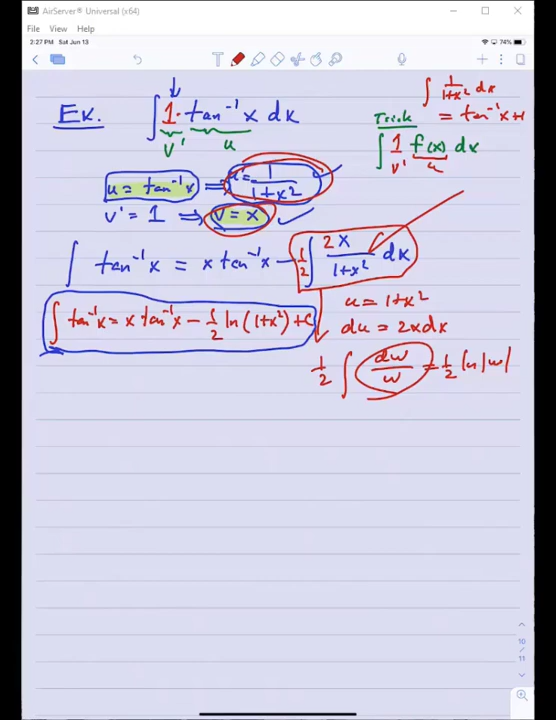 AirServer® Universal (x64)
File View Help
2:27 PM Sat Jun 13
74%
Ex. ∫ 1 · tan⁻¹ x dx
v' u
∫ 1/(1+x²) dx
= tan⁻¹ x +
Trick
∫ 1 f(x) dx
v' u
u = tan⁻¹ x ⇒ u' = 1/(1+x²)
v' = 1 ⇒ v = x
∫ tan⁻¹ x = x tan⁻¹ x − 1/2 ∫ 2x/(1+x²) dx
u = 1+x²
du = 2x dx
∫ tan⁻¹ x = x tan⁻¹ x − 1/2 ln(1+x²) + c
1/2 ∫ dw/w = 1/2 ln|w|
10
/
11